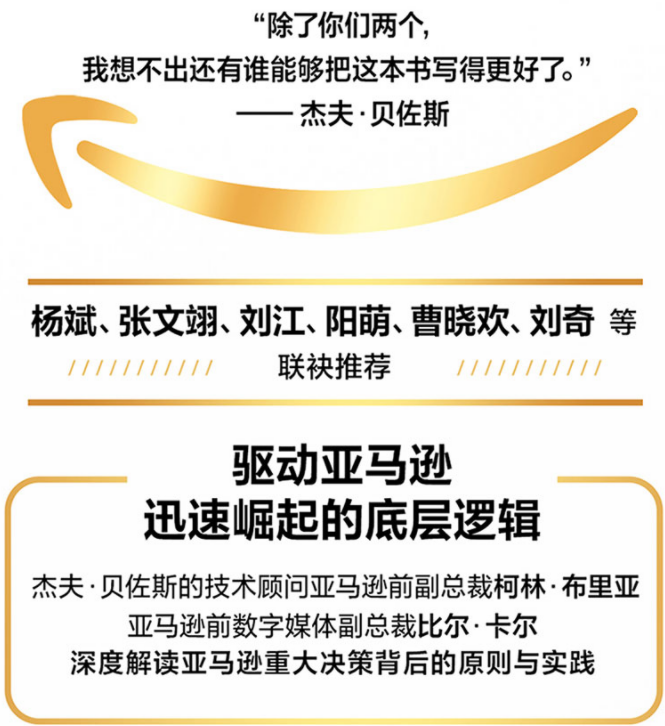 “除了你们两个,
我想不出还有谁能够把这本书写得更好了。”
—— 杰夫·贝佐斯
杨斌、张文翊、刘江、阳萌、曹晓欢、刘奇 等
联袂推荐
驱动亚马逊
迅速崛起的底层逻辑
杰夫·贝佐斯的技术顾问亚马逊前副总裁柯林·布里亚
亚马逊前数字媒体副总裁比尔·卡尔
深度解读亚马逊重大决策背后的原则与实践